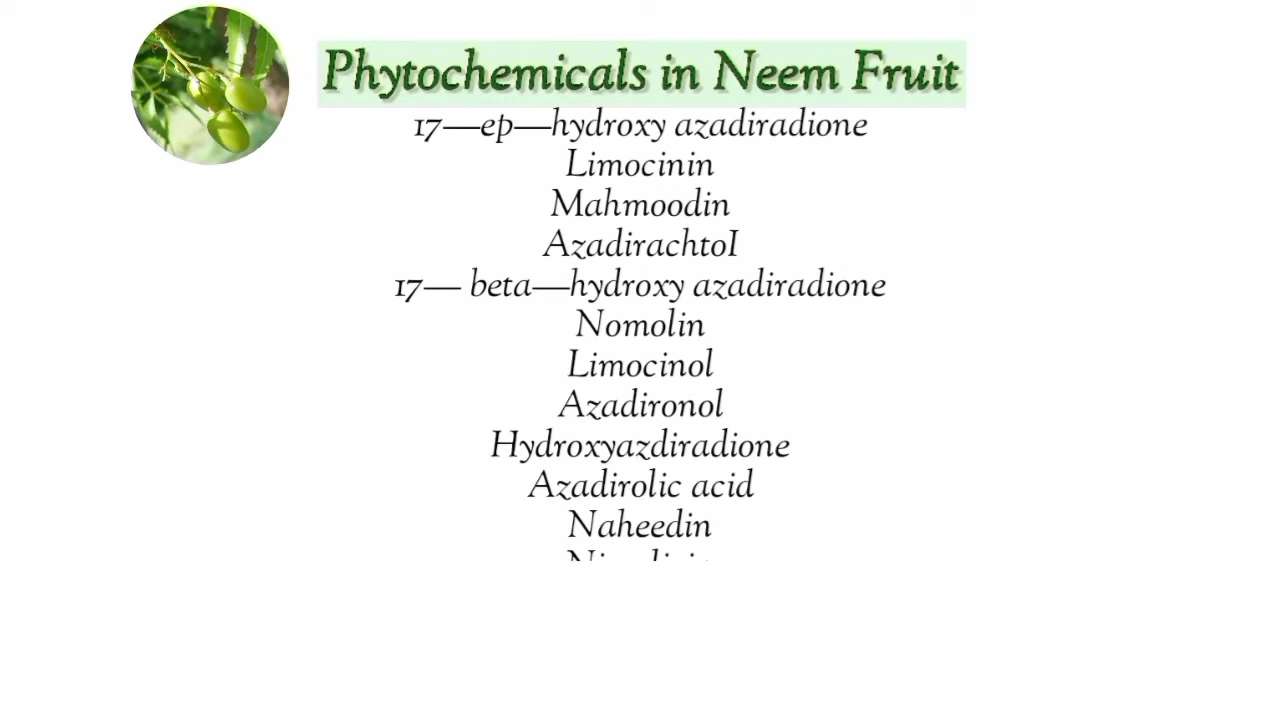 Phytochemicals in Neem Fruit
17—ep—hydroxy azadiradione
Limocinin
Mahmoodin
AzadirachtoI
17— beta—hydroxy azadiradione
Nomolin
Limocinol
Azadironol
Hydroxyazdiradione
Azadirolic acid
Naheedin